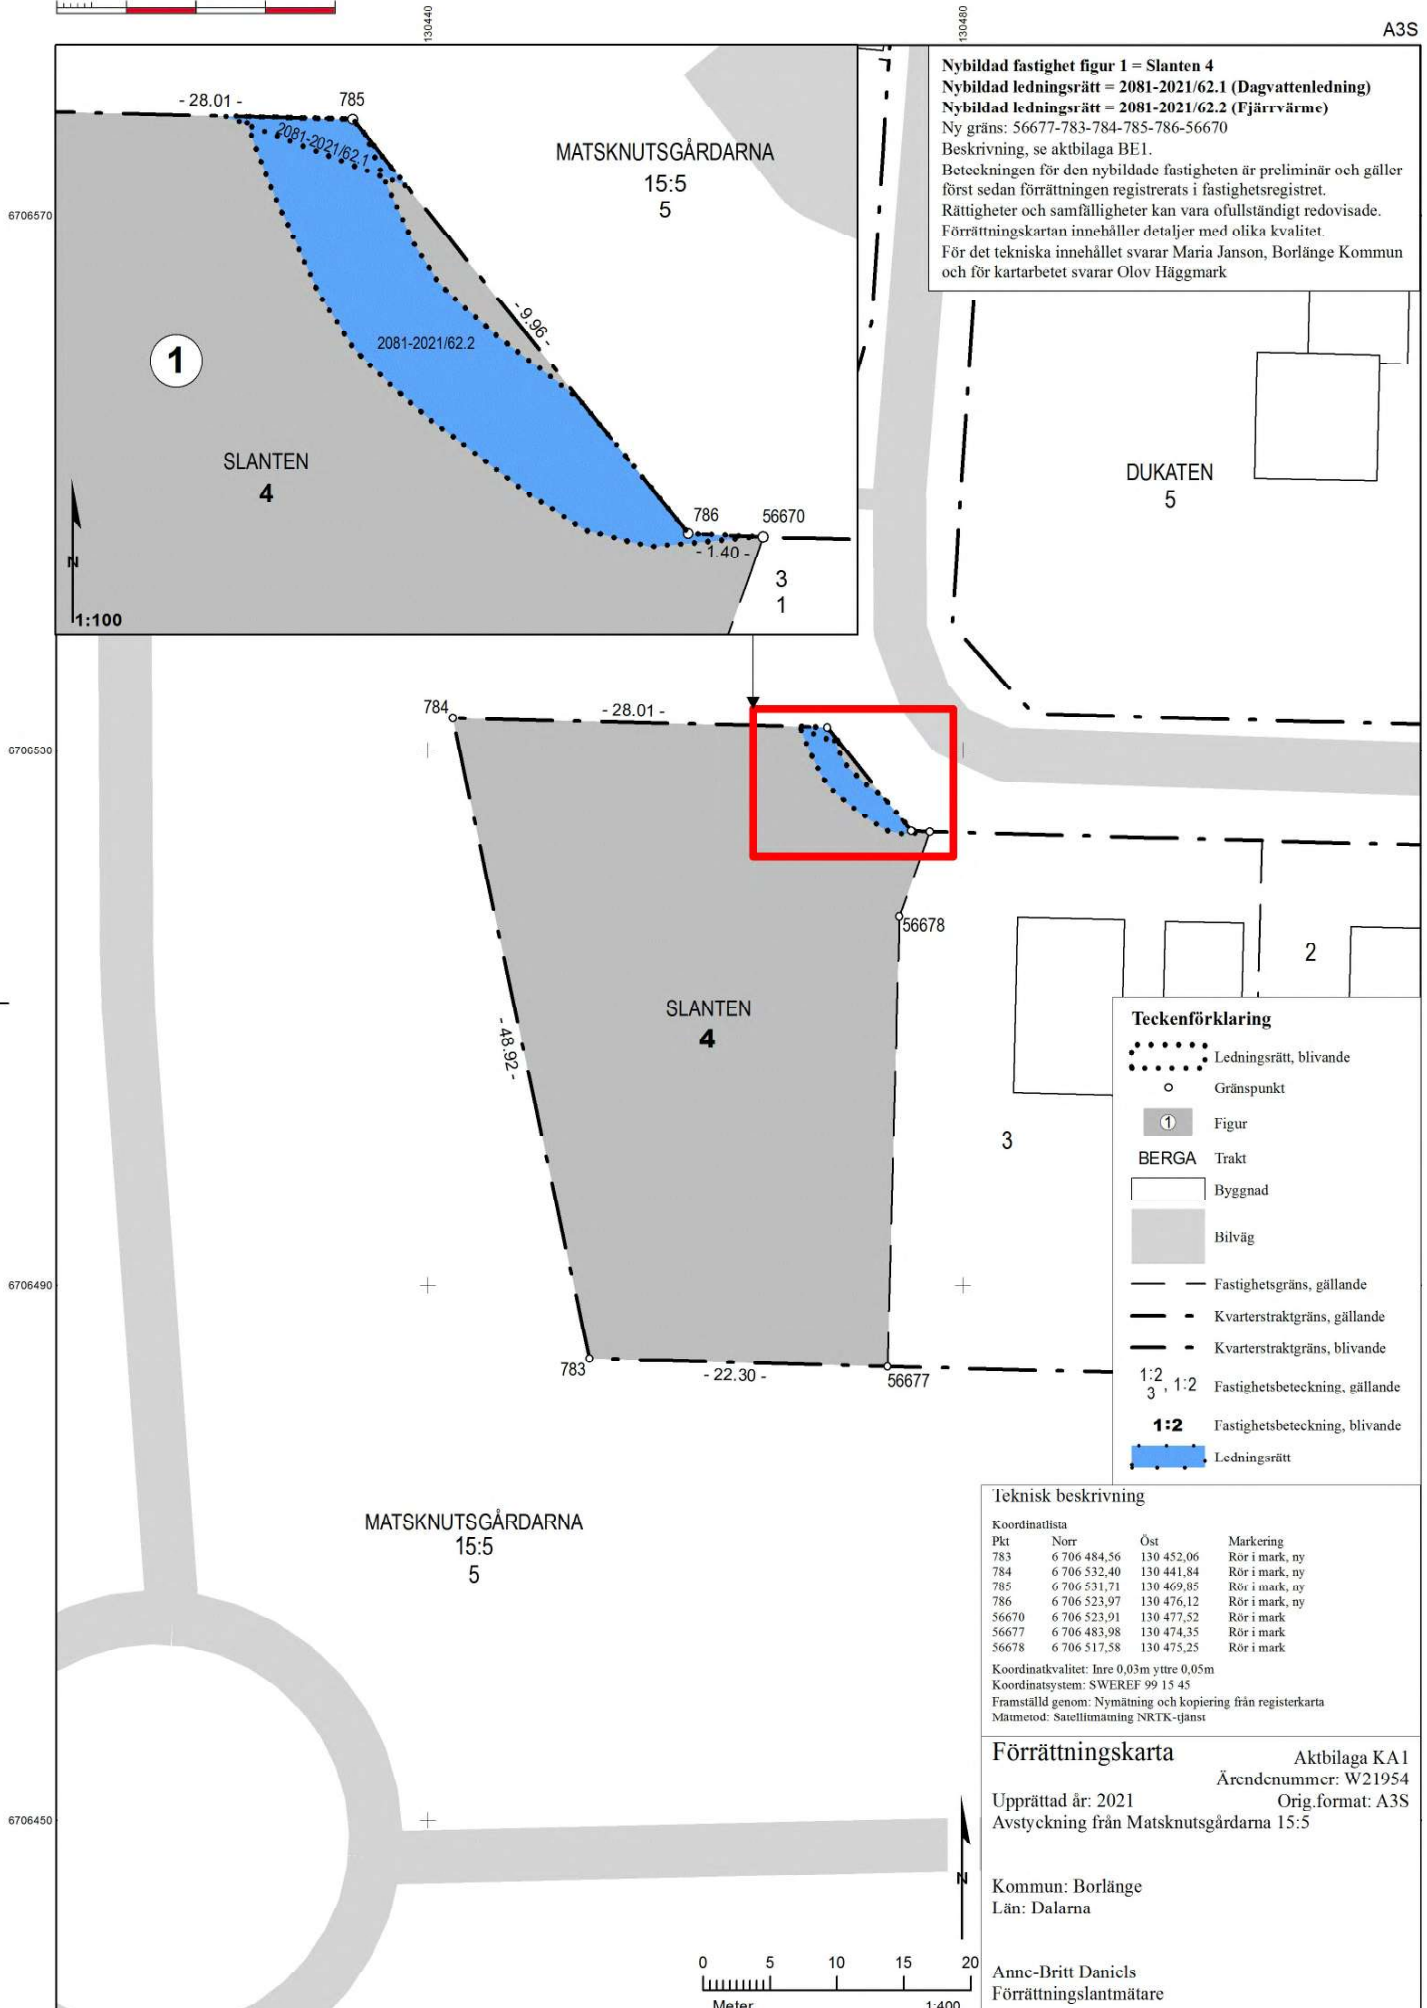 130440
130480
A3S
- 28.01 -
785
2081-2021/62.1
MATSKNUTSGÅRDARNA
15:5
5
Nybildad fastighet figur 1 = Slanten 4
Nybildad ledningsrätt = 2081-2021/62.1 (Dagvattenledning)
Nybildad ledningsrätt = 2081-2021/62.2 (Fjärrvärme)
Ny gräns: 56677-783-784-785-786-56670
Beskrivning, se aktbilaga BE1.
Beteckningen för den nybildade fastigheten är preliminär och gäller
först sedan förrättningen registrerats i fastighetsregistret.
Rättigheter och samfälligheter kan vara ofullständigt redovisade.
Förrättningskartan innehåller detaljer med olika kvalitet.
För det tekniska innehållet svarar Maria Janson, Borlänge Kommun
och för kartarbetet svarar Olov Häggmark
6706570
- 9.96 -
2081-2021/62.2
1
SLANTEN
4
DUKATEN
5
786
56670
- 1.40 -
3
1
N
1:100
784
- 28.01 -
6706530
56678
2
SLANTEN
4
- 48.92 -
3
6706490
783
- 22.30 -
56677
MATSKNUTSGÅRDARNA
15:5
5
Teckenförklaring
Ledningsrätt, blivande
Gränspunkt
1 Figur
BERGA Trakt
Byggnad
Bilväg
Fastighetsgräns, gällande
Kvarterstraktgräns, gällande
Kvarterstraktgräns, blivande
1:2
3 , 1:2 Fastighetsbeteckning, gällande
1:2 Fastighetsbeteckning, blivande
Ledningsrätt
Teknisk beskrivning
Koordinatlista
Pkt Norr Öst Markering
783 6 706 484,56 130 452,06 Rör i mark, ny
784 6 706 532,40 130 441,84 Rör i mark, ny
785 6 706 531,71 130 469,85 Rör i mark, ny
786 6 706 523,97 130 476,12 Rör i mark, ny
56670 6 706 523,91 130 477,52 Rör i mark
56677 6 706 483,98 130 474,35 Rör i mark
56678 6 706 517,58 130 475,25 Rör i mark
Koordinatkvalitet: Inre 0,03m yttre 0,05m
Koordinatsystem: SWEREF 99 15 45
Framställd genom: Nymätning och kopiering från registerkarta
Mätmetod: Satellitmätning NRTK-tjänst
Förrättningskarta
Aktbilaga KA1
Ärendenummer: W21954
Upprättad år: 2021 Orig.format: A3S
Avstyckning från Matsknutsgårdarna 15:5
6706450
N
Kommun: Borlänge
Län: Dalarna
0 5 10 15 20
Meter 1:400
Anne-Britt Daniels
Förrättningslantmätare